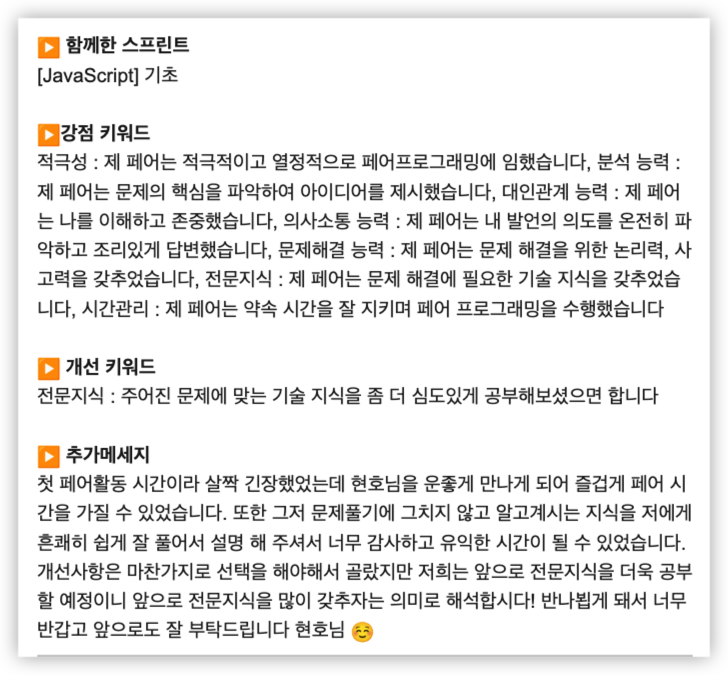 ▶️ 함께한 스프린트
[JavaScript] 기초
▶️강점 키워드
적극성 : 제 페어는 적극적이고 열정적으로 페어프로그래밍에 임했습니다, 분석 능력 :
제 페어는 문제의 핵심을 파악하여 아이디어를 제시했습니다, 대인관계 능력 : 제 페어
는 나를 이해하고 존중했습니다, 의사소통 능력 : 제 페어는 내 발언의 의도를 온전히 파
악하고 조리있게 답변했습니다, 문제해결 능력 : 제 페어는 문제 해결을 위한 논리력, 사
고력을 갖추었습니다, 전문지식 : 제 페어는 문제 해결에 필요한 기술 지식을 갖추었습
니다, 시간관리 : 제 페어는 약속 시간을 잘 지키며 페어 프로그래밍을 수행했습니다
▶️ 개선 키워드
전문지식 : 주어진 문제에 맞는 기술 지식을 좀 더 심도있게 공부해보셨으면 합니다
▶️ 추가메세지
첫 페어활동 시간이라 살짝 긴장했었는데 현호님을 운좋게 만나게 되어 즐겁게 페어 시
간을 가질 수 있었습니다. 또한 그저 문제풀기에 그치지 않고 알고계시는 지식을 저에게
흔쾌히 쉽게 잘 풀어서 설명 해 주셔서 너무 감사하고 유익한 시간이 될 수 있었습니다.
개선사항은 마찬가지로 선택을 해야해서 골랐지만 저희는 앞으로 전문지식을 더욱 공부
할 예정이니 앞으로 전문지식을 많이 갖추자는 의미로 해석합시다! 반나뵙게 돼서 너무
반갑고 앞으로도 잘 부탁드립니다 현호님 ☺️